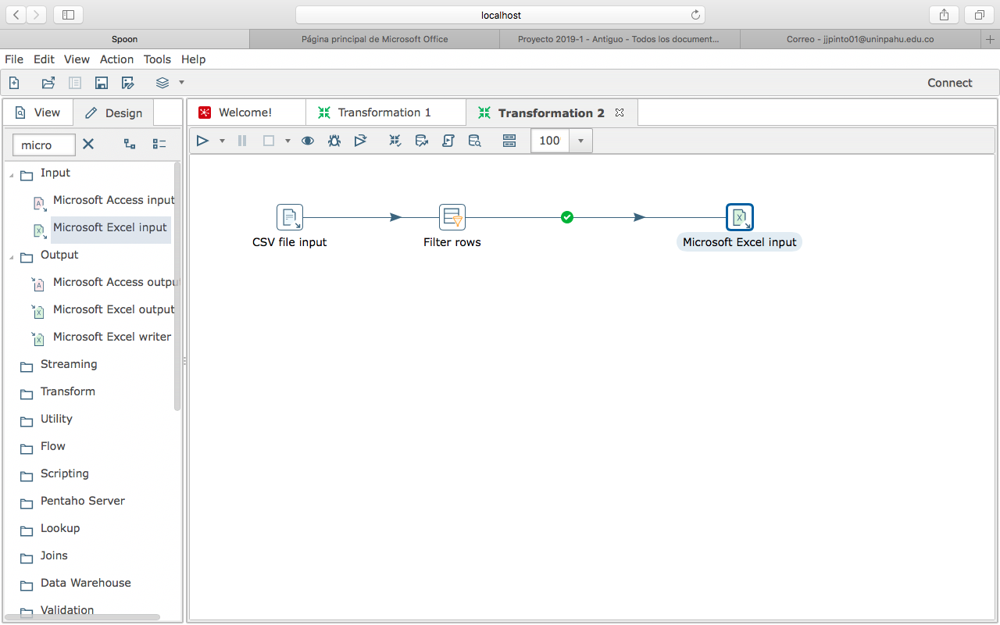 localhost
Spoon
Página principal de Microsoft Office
Proyecto 2019-1 - Antiguo - Todos los document...
Correo - jjpinto01@uninpahu.edu.co
File Edit View Action Tools Help
Connect
View
Design
Welcome!
Transformation 1
Transformation 2
micro
100
Input
Microsoft Access input
Microsoft Excel input
Output
Microsoft Access outpu
Microsoft Excel output
Microsoft Excel writer
Streaming
Transform
Utility
Flow
Scripting
Pentaho Server
Lookup
Joins
Data Warehouse
Validation
CSV file input
Filter rows
Microsoft Excel input